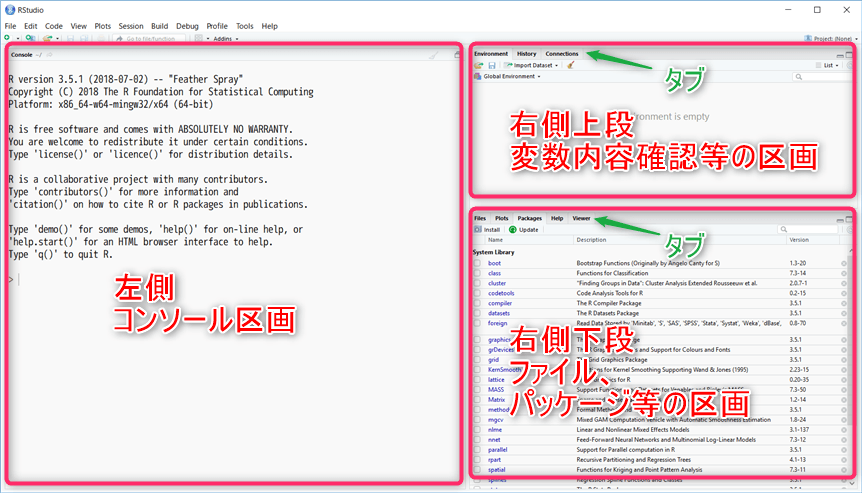 RStudio
File Edit Code View Plots Session Build Debug Profile Tools Help
Go to file/function Addins Project: (None)
Console ~/
R version 3.5.1 (2018-07-02) -- "Feather Spray"
Copyright (C) 2018 The R Foundation for Statistical Computing
Platform: x86_64-w64-mingw32/x64 (64-bit)
R is free software and comes with ABSOLUTELY NO WARRANTY.
You are welcome to redistribute it under certain conditions.
Type 'license()' or 'licence()' for distribution details.
R is a collaborative project with many contributors.
Type 'contributors()' for more information and
'citation()' on how to cite R or R packages in publications.
Type 'demo()' for some demos, 'help()' for on-line help, or
'help.start()' for an HTML browser interface to help.
Type 'q()' to quit R.
>
左側
コンソール区画
Environment History Connections
タブ
Import Dataset List
Global Environment
ironment is empty
右側上段
変数内容確認等の区画
Files Plots Packages Help Viewer
タブ
Install Update
Name Description Version
System Library
boot Bootstrap Functions (Originally by Angelo Canty for S) 1.3-20
class Functions for Classification 7.3-14
cluster "Finding Groups in Data": Cluster Analysis Extended Rousseeuw et al. 2.0.7-1
codetools Code Analysis Tools for R 0.2-15
compiler The R Compiler Package 3.5.1
datasets The R Datasets Package 3.5.1
foreign Read Data Stored by 'Minitab', 'S', 'SAS', 'SPSS', 'Stata', 'Systat', 'Weka', 'dBase', 0.8-70
graphic 3.5.1
grDevices and Support for Colours and Fonts 3.5.1
grid The Grid Graphics Package 3.5.1
KernSmooth Functions for Kernel Smoothing Supporting Wand & Jones (1995) 2.23-15
lattice for R 0.20-35
MASS Support 7.3-50
Matrix 1.2-14
method Formal 3.5.1
mgcv Mixed GAM Computation Vehicle with Automatic Smoothness Estimation 1.8-24
nlme Linear and Nonlinear Mixed Effects Models 3.1-137
nnet Feed-Forward Neural Networks and Multinomial Log-Linear Models 7.3-12
parallel Support for Parallel computation in R 3.5.1
rpart Recursive Partitioning and Regression Trees 4.1-13
spatial Functions for Kriging and Point Pattern Analysis 7.3-11
splines Regression Spline Functions and Classes 3.5.1
右側下段
ファイル、
パッケージ等の区画